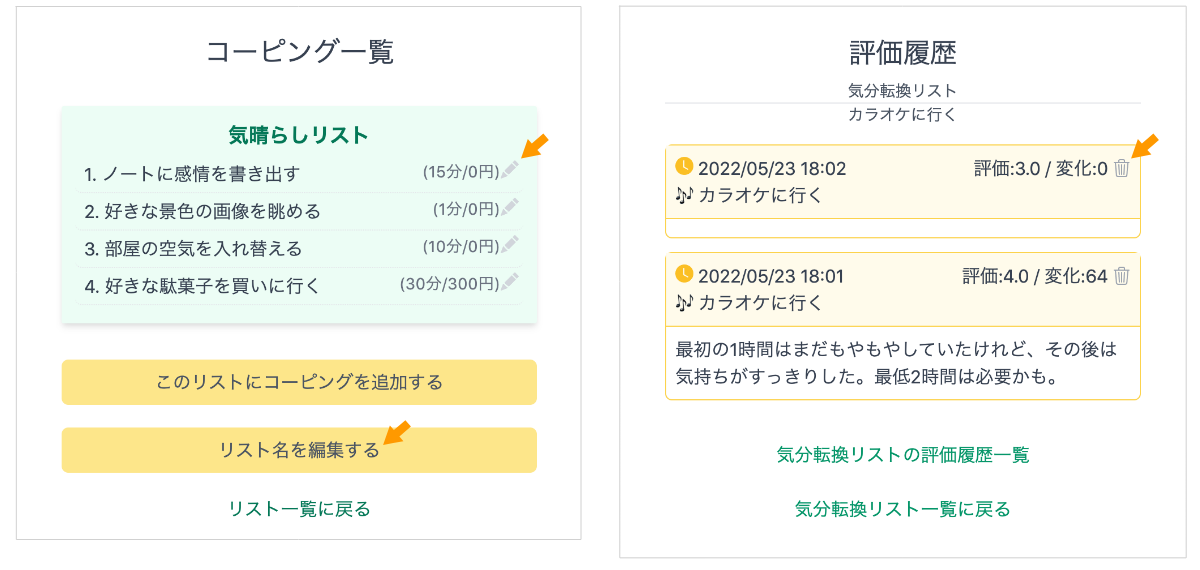 コーピング一覧
気晴らしリスト
1. ノートに感情を書き出す (15分/0円)
2. 好きな景色の画像を眺める (1分/0円)
3. 部屋の空気を入れ替える (10分/0円)
4. 好きな駄菓子を買いに行く (30分/300円)
このリストにコーピングを追加する
リスト名を編集する
リスト一覧に戻る
評価履歴
気分転換リスト
カラオケに行く
2022/05/23 18:02 評価:3.0 / 変化:0
カラオケに行く
2022/05/23 18:01 評価:4.0 / 変化:64
カラオケに行く
最初の1時間はまだもやもやしていたけれど、その後は
気持ちがすっきりした。最低2時間は必要かも。
気分転換リストの評価履歴一覧
気分転換リスト一覧に戻る